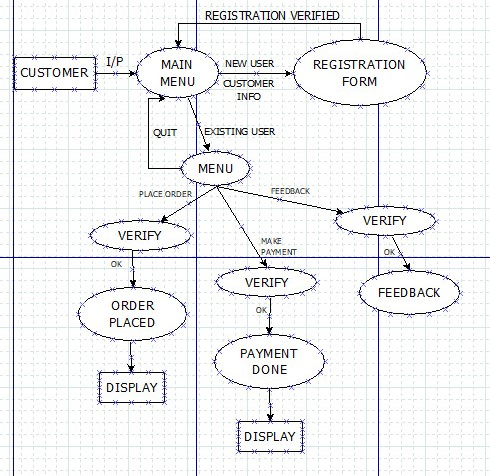 REGISTRATION VERIFIED
CUSTOMER
I/P
MAIN
MENU
NEW USER
CUSTOMER
INFO
REGISTRATION
FORM
QUIT
EXISTING USER
MENU
PLACE ORDER
FEEDBACK
VERIFY
MAKE
PAYMENT
VERIFY
OK
OK
VERIFY
FEEDBACK
ORDER
PLACED
OK
PAYMENT
DONE
DISPLAY
DISPLAY